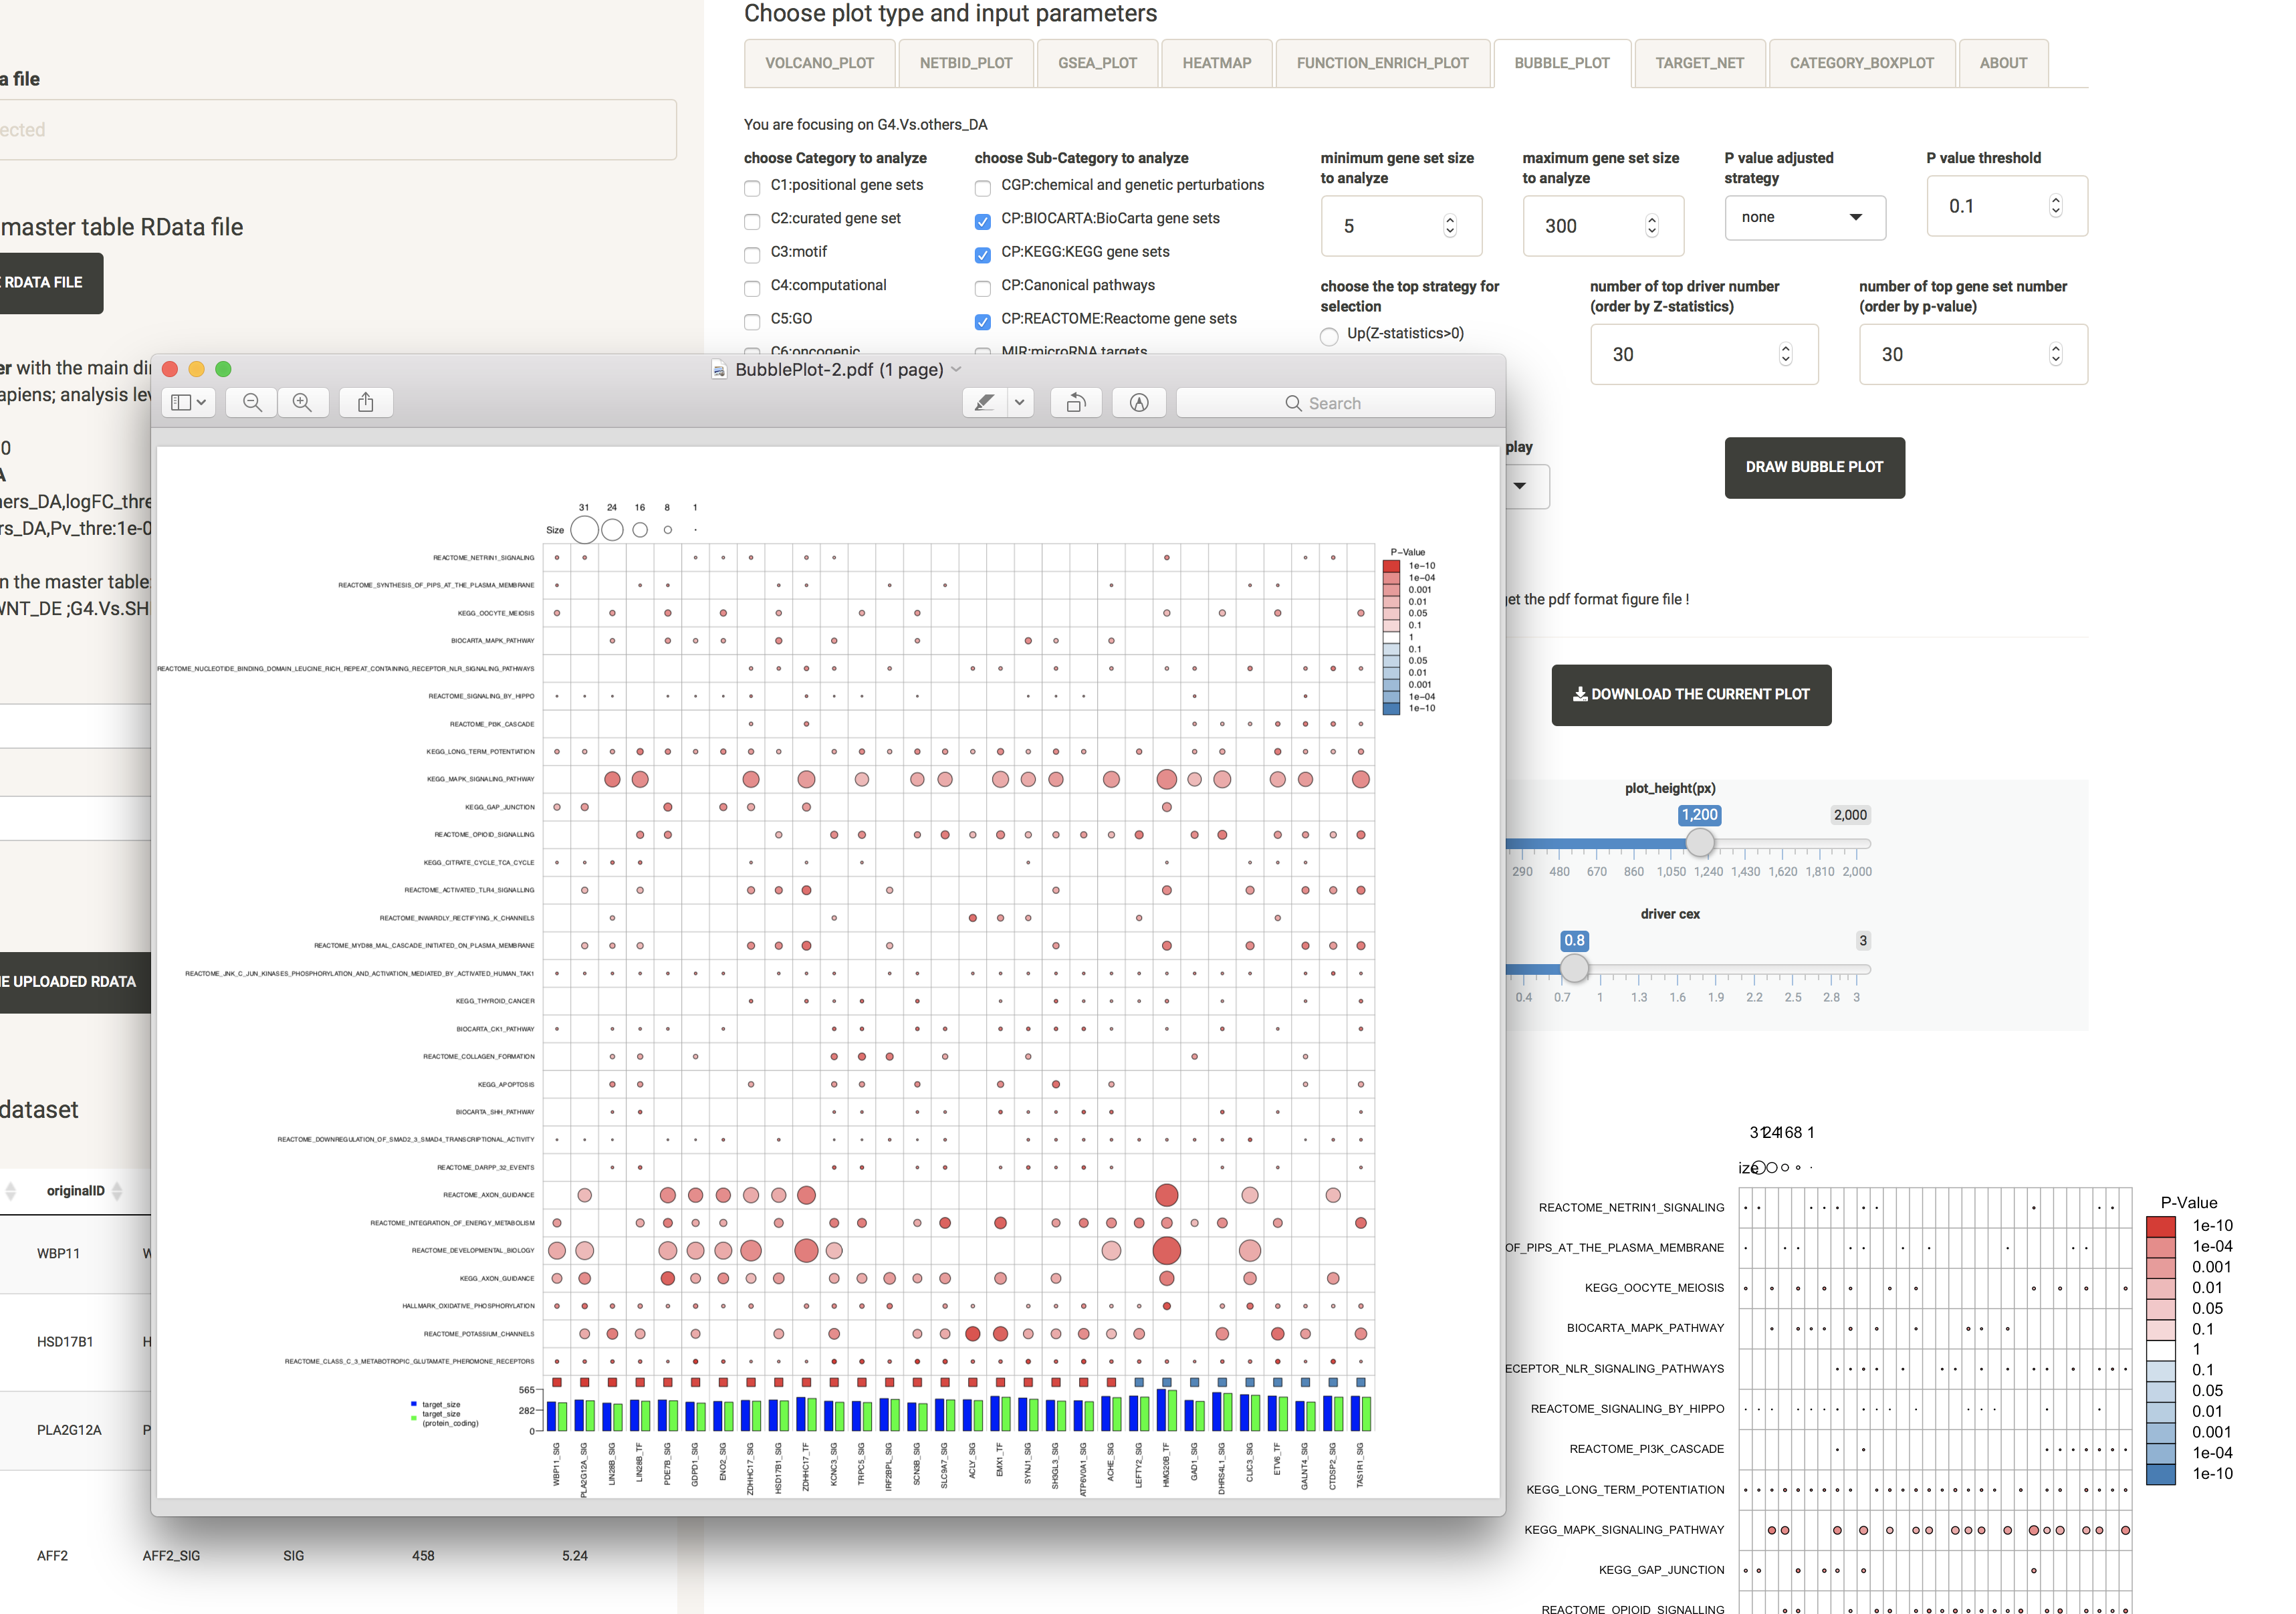 Choose plot type and input parameters
VOLCANO_PLOT
NETBID_PLOT
GSEA_PLOT
HEATMAP
FUNCTION_ENRICH_PLOT
BUBBLE_PLOT
TARGET_NET
CATEGORY_BOXPLOT
ABOUT
a file
ected
master table RData file
RDATA FILE
er with the main di
apiens; analysis lev
0
A
hers_DA,logFC_thre
rs_DA,Pv_thre:1e-0
n the master table
WNT_DE ;G4.Vs.SH
E UPLOADED RDATA
dataset
originalID
WBP11
W
HSD17B1
H
PLA2G12A
P
AFF2
AFF2_SIG
SIG
458
5.24
You are focusing on G4.Vs.others_DA
choose Category to analyze
C1:positional gene sets
C2:curated gene set
C3:motif
C4:computational
C5:GO
C6:oncogenic
choose Sub-Category to analyze
CGP:chemical and genetic perturbations
CP:BIOCARTA:BioCarta gene sets
CP:KEGG:KEGG gene sets
CP:Canonical pathways
CP:REACTOME:Reactome gene sets
MIR:microRNA targets
minimum gene set size
to analyze
5
maximum gene set size
to analyze
300
P value adjusted
strategy
none
P value threshold
0.1
choose the top strategy for
selection
Up(Z-statistics>0)
number of top driver number
(order by Z-statistics)
30
number of top gene set number
(order by p-value)
30
play
DRAW BUBBLE PLOT
et the pdf format figure file !
DOWNLOAD THE CURRENT PLOT
plot_height(px)
1,200
2,000
290 480 670 860 1,050 1,240 1,430 1,620 1,810 2,000
driver cex
0.8
3
0.4 0.7 1 1.3 1.6 1.9 2.2 2.5 2.8 3
BubblePlot-2.pdf (1 page)
Search
31 24 16 8 1
Size
REACTOME_NETRIN1_SIGNALING
REACTOME_SYNTHESIS_OF_PIPS_AT_THE_PLASMA_MEMBRANE
KEGG_OOCYTE_MEIOSIS
BIOCARTA_MAPK_PATHWAY
REACTOME_NUCLEOTIDE_BINDING_DOMAIN_LEUCINE_RICH_REPEAT_CONTAINING_RECEPTOR_NLR_SIGNALING_PATHWAYS
REACTOME_SIGNALING_BY_HIPPO
REACTOME_PI3K_CASCADE
KEGG_LONG_TERM_POTENTIATION
KEGG_MAPK_SIGNALING_PATHWAY
KEGG_GAP_JUNCTION
REACTOME_OPIOID_SIGNALLING
KEGG_CITRATE_CYCLE_TCA_CYCLE
REACTOME_ACTIVATED_TLR4_SIGNALLING
REACTOME_INWARDLY_RECTIFYING_K_CHANNELS
REACTOME_MYD88_MAL_CASCADE_INITIATED_ON_PLASMA_MEMBRANE
REACTOME_JNK_C_JUN_KINASES_PHOSPHORYLATION_AND_ACTIVATION_MEDIATED_BY_ACTIVATED_HUMAN_TAK1
KEGG_THYROID_CANCER
BIOCARTA_CK1_PATHWAY
REACTOME_COLLAGEN_FORMATION
KEGG_APOPTOSIS
BIOCARTA_SHH_PATHWAY
REACTOME_DOWNREGULATION_OF_SMAD2_3_SMAD4_TRANSCRIPTIONAL_ACTIVITY
REACTOME_DARPP_32_EVENTS
REACTOME_AXON_GUIDANCE
REACTOME_INTEGRATION_OF_ENERGY_METABOLISM
REACTOME_DEVELOPMENTAL_BIOLOGY
KEGG_AXON_GUIDANCE
HALLMARK_OXIDATIVE_PHOSPHORYLATION
REACTOME_POTASSIUM_CHANNELS
REACTOME_CLASS_C_3_METABOTROPIC_GLUTAMATE_PHEROMONE_RECEPTORS
target_size
target_size
(protein_coding)
565
282
0
WBP11_SIG
PLA2G12A_SIG
LIN28B_SIG
LIN28B_TF
PDE7B_SIG
GDPD1_SIG
ENO2_SIG
ZDHHC17_SIG
HSD17B1_SIG
ZDHHC17_TF
KCNC3_SIG
TRPC5_SIG
IRF2BPL_SIG
SCN3B_SIG
SLC9A7_SIG
ACLY_SIG
EMX1_TF
SYNJ1_SIG
SH3GL3_SIG
ATP6V0A1_SIG
ACHE_SIG
LEFTY2_SIG
HMG20B_TF
GAD1_SIG
DHRS4L1_SIG
CLIC3_SIG
ETV6_TF
GALNT4_SIG
CTDSP2_SIG
TAS1R1_SIG
P-Value
1e-10
1e-04
0.001
0.01
0.05
0.1
1
0.1
0.05
0.01
0.001
1e-04
1e-10
312416 8 1
ize
REACTOME_NETRIN1_SIGNALING
OF_PIPS_AT_THE_PLASMA_MEMBRANE
KEGG_OOCYTE_MEIOSIS
BIOCARTA_MAPK_PATHWAY
ECEPTOR_NLR_SIGNALING_PATHWAYS
REACTOME_SIGNALING_BY_HIPPO
REACTOME_PI3K_CASCADE
KEGG_LONG_TERM_POTENTIATION
KEGG_MAPK_SIGNALING_PATHWAY
KEGG_GAP_JUNCTION
REACTOME_OPIOID_SIGNALLING
P-Value
1e-10
1e-04
0.001
0.01
0.05
0.1
1
0.1
0.05
0.01
0.001
1e-04
1e-10